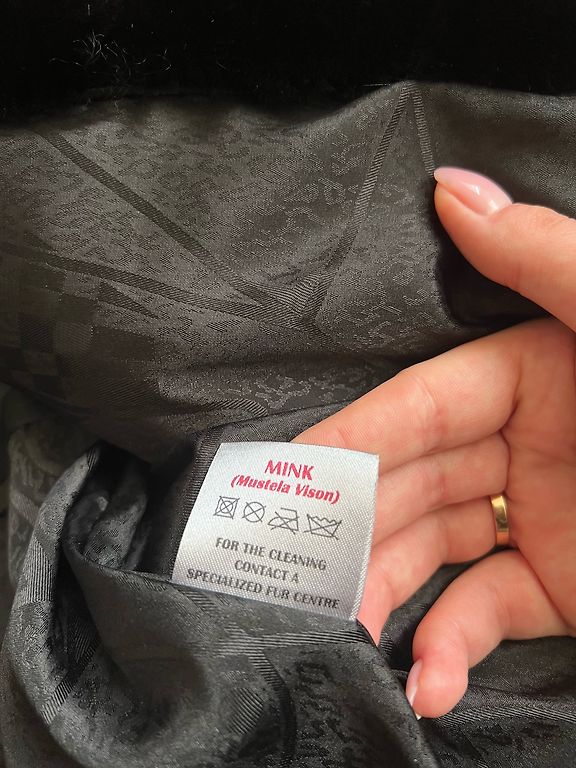 MINK
(Mustela Vison)
FOR THE CLEANING
CONTACT A
SPECIALIZED FUR CENTRE